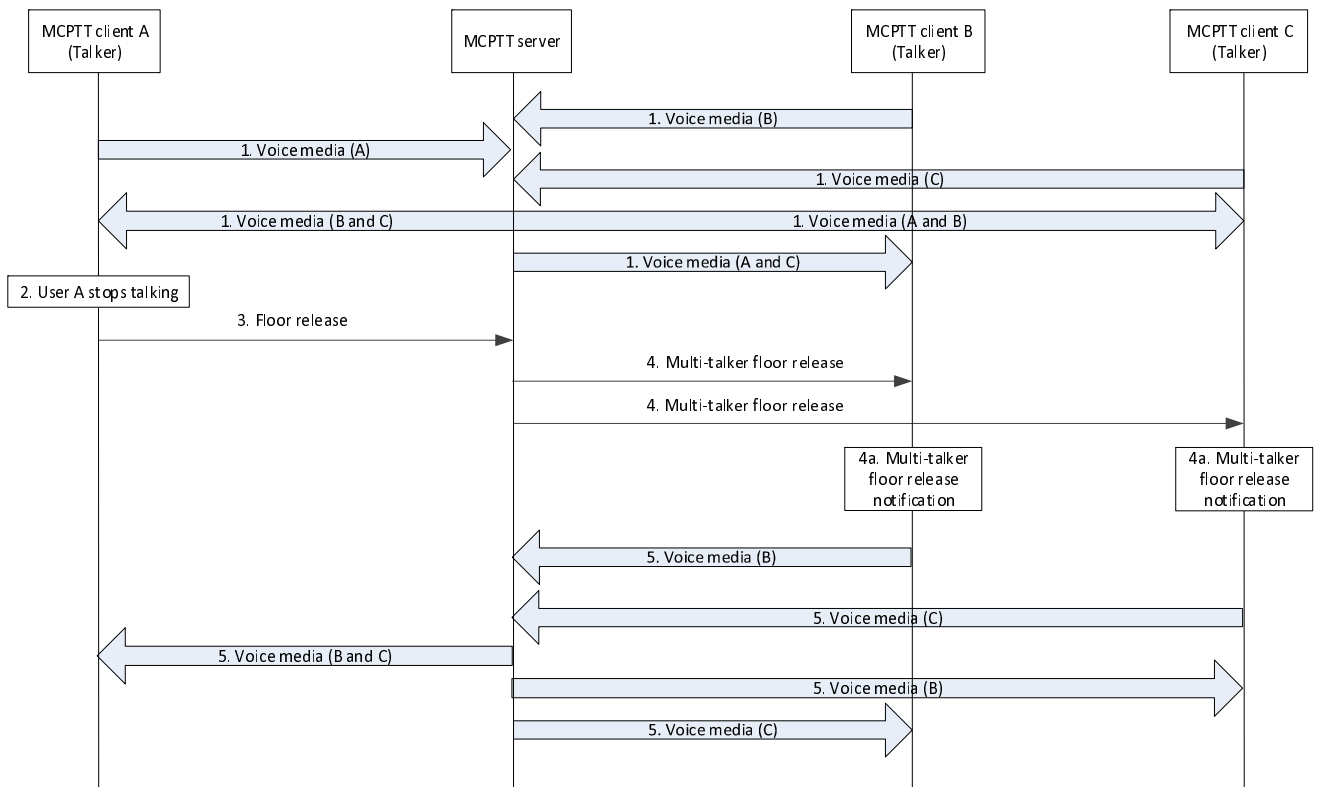 MCPTT client A
(Talker)
MCPTT server
MCPTT client B
(Talker)
MCPTT client C
(Talker)
1. Voice media (B)
1. Voice media (A)
1. Voice media (C)
1. Voice media (B and C)
1. Voice media (A and B)
1. Voice media (A and C)
2. User A stops talking
3. Floor release
4. Multi-talker floor release
4. Multi-talker floor release
4a. Multi-talker
floor release
notification
4a. Multi-talker
floor release
notification
5. Voice media (B)
5. Voice media (C)
5. Voice media (B and C)
5. Voice media (B)
5. Voice media (C)